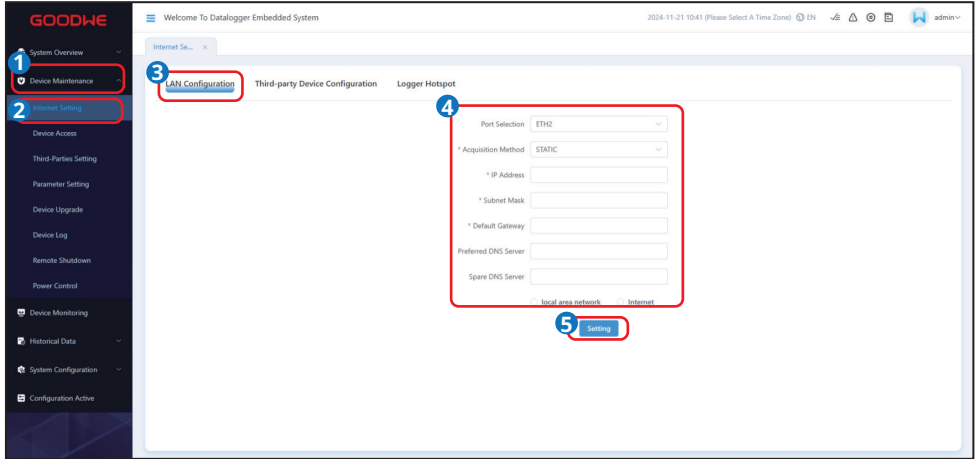 GOODWE
Welcome To Datalogger Embedded System
2024-11-21 10:41 (Please Select A Time Zone) EN
admin
Internet Se... ×
System Overview
1
Device Maintenance
2
Internet Setting
Device Access
Third-Parties Setting
Parameter Setting
Device Upgrade
Device Log
Remote Shutdown
Power Control
Device Monitoring
Historical Data
System Configuration
Configuration Active
3
LAN Configuration Third-party Device Configuration Logger Hotspot
4
Port Selection ETH2
* Acquisition Method STATIC
* IP Address
* Subnet Mask
* Default Gateway
Preferred DNS Server
Spare DNS Server
local area network Internet
5
Setting